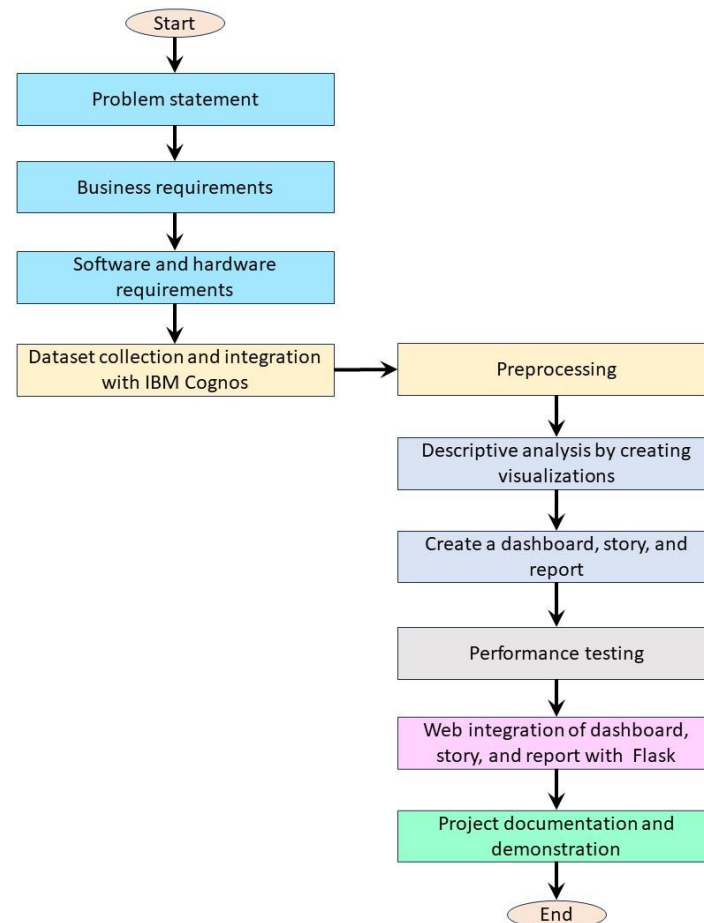 Start
Problem statement
Business requirements
Software and hardware
requirements
Dataset collection and integration
with IBM Cognos
Preprocessing
Descriptive analysis by creating
visualizations
Create a dashboard, story, and
report
Performance testing
Web integration of dashboard,
story, and report with  Flask
Project documentation and
demonstration
End